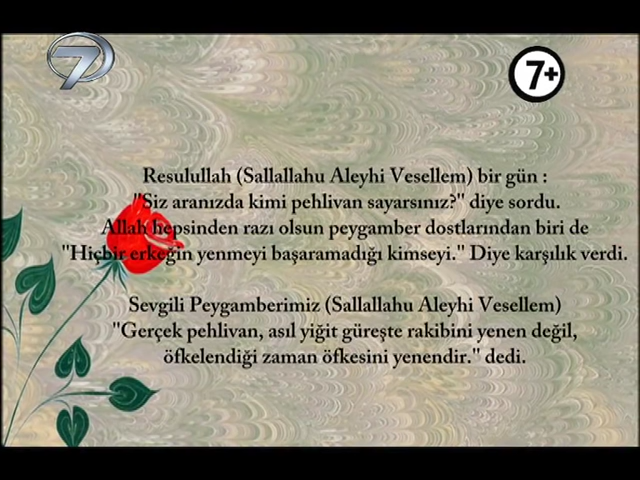 7
7+
Resulullah (Sallallahu Aleyhi Vesellem) bir gün :
"Siz aranızda kimi pehlivan sayarsınız?" diye sordu.
Allah hepsinden razı olsun peygamber dostlarından biri de
"Hiçbir erkeğin yenmeyi başaramadığı kimseyi." Diye karşılık verdi.
Sevgili Peygamberimiz (Sallallahu Aleyhi Vesellem)
"Gerçek pehlivan, asıl yiğit güreşte rakibini yenen değil,
öfkelendiği zaman öfkesini yenendir." dedi.